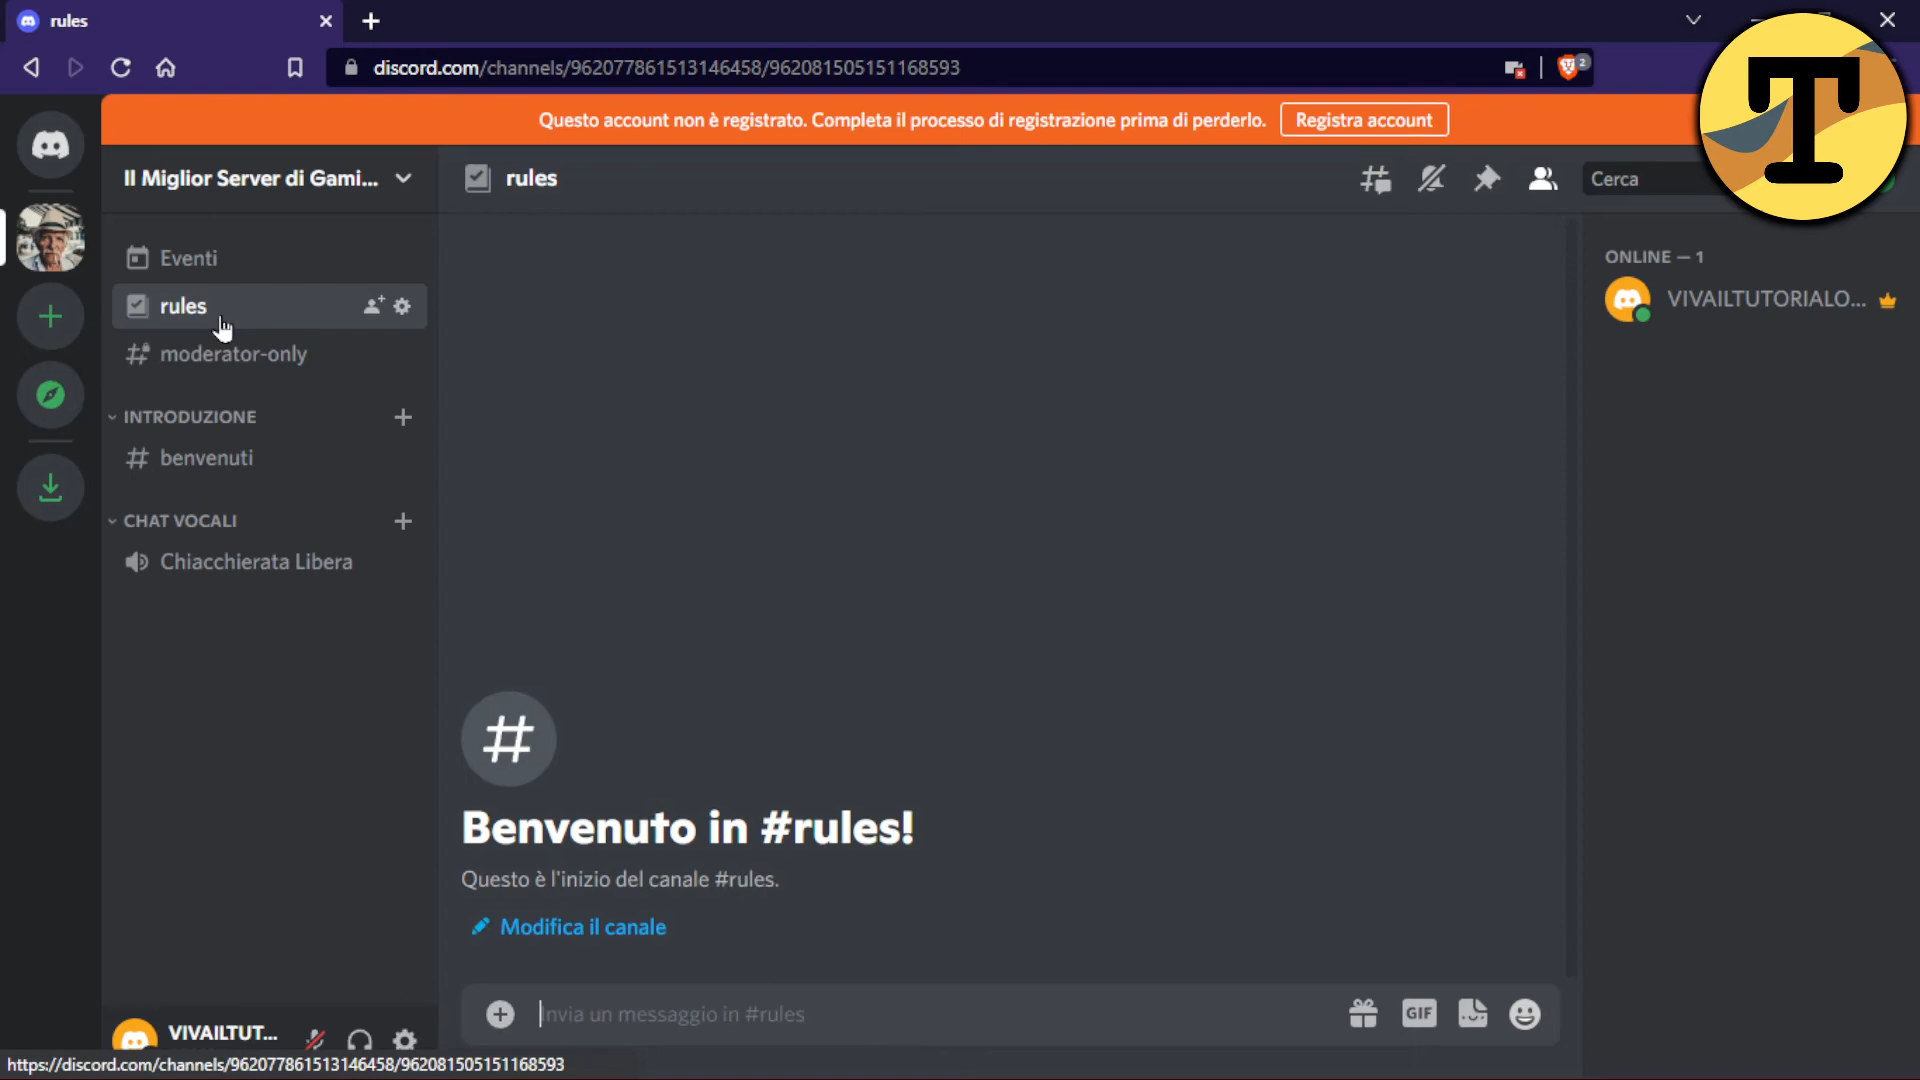 rules
discord.com/channels/962077861513146458/962081505151168593
2
Questo account non è registrato. Completa il processo di registrazione prima di perderlo.
Registra account
Il Miglior Server di Gami...
rules
Cerca
T
Eventi
ONLINE — 1
rules
VIVAILTUTORIALO...
moderator-only
INTRODUZIONE
benvenuti
CHAT VOCALI
Chiacchierata Libera
#
Benvenuto in #rules!
Questo è l'inizio del canale #rules.
Modifica il canale
Invia un messaggio in #rules
GIF
VIVAILTUT...
https://discord.com/channels/962077861513146458/962081505151168593